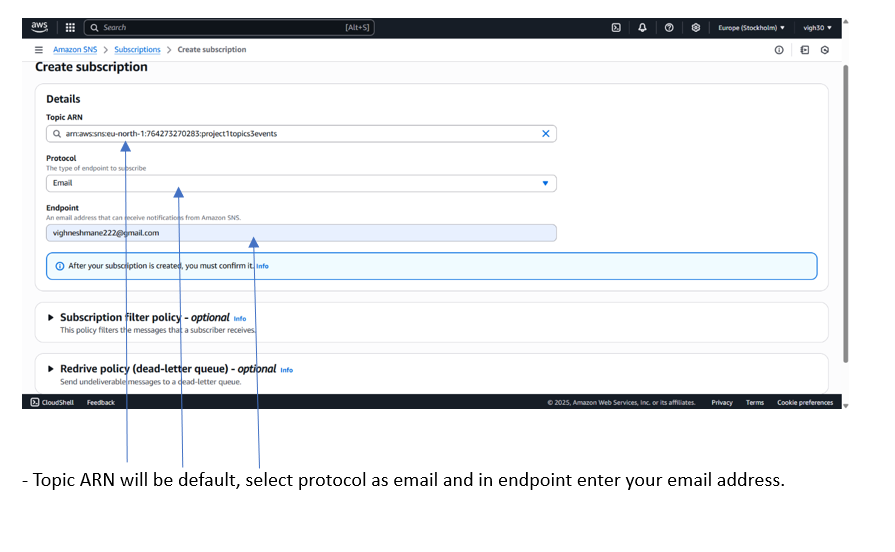 aws
Search [Alt+S]
Europe (Stockholm) ▼ vigh30 ▼
Amazon SNS > Subscriptions > Create subscription
Create subscription
Details
Topic ARN
arn:aws:sns:eu-north-1:764273270283:project1topics3events
Protocol
The type of endpoint to subscribe
Email
Endpoint
An email address that can receive notifications from Amazon SNS.
vighneshmane222@gmail.com
After your subscription is created, you must confirm it. Info
Subscription filter policy - optional Info
This policy filters the messages that a subscriber receives.
Redrive policy (dead-letter queue) - optional Info
Send undeliverable messages to a dead-letter queue.
CloudShell Feedback © 2025, Amazon Web Services, Inc. or its affiliates. Privacy Terms Cookie preferences
- Topic ARN will be default, select protocol as email and in endpoint enter your email address.